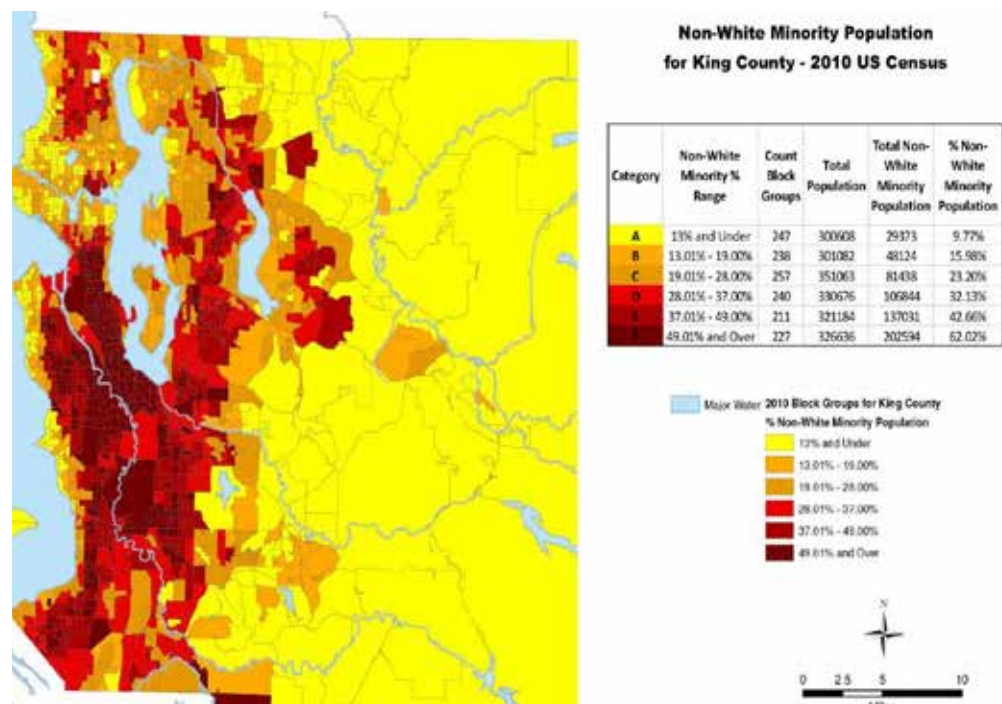 Non-White Minority Population
for King County - 2010 US Census
Category Non-White Minority % Range Count Block Groups Total Population Total Non-White Minority Population % Non-White Minority Population
A 13% and Under 247 300608 29373 9.77%
B 13.01% - 19.00% 238 301082 48124 15.98%
C 19.01% - 28.00% 257 351063 81438 23.20%
D 28.01% - 37.00% 240 330676 106844 32.13%
E 37.01% - 49.00% 211 321184 137031 42.66%
49.01% and Over 227 326636 202594 62.02%
Major Water 2010 Block Groups for King County
% Non-White Minority Population
13% and Under
13.01% - 19.00%
19.01% - 28.00%
28.01% - 37.00%
37.01% - 49.00%
49.01% and Over
N
0 2.5 5 10